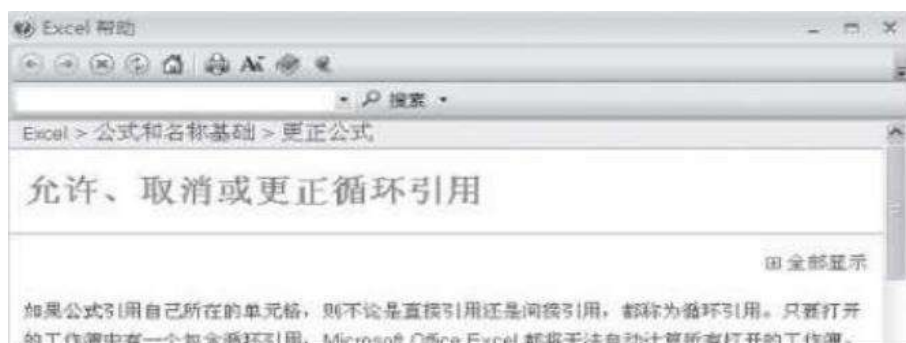 Excel 帮助
搜索
Excel > 公式和名称基础 > 更正公式
允许、取消或更正循环引用
全部显示
如果公式引用自己所在的单元格，则不论是直接引用还是间接引用，都称为循环引用。只要打开
的工作簿中有一个包含循环引用，Microsoft Office Excel 都将无法自动计算所有打开的工作簿。